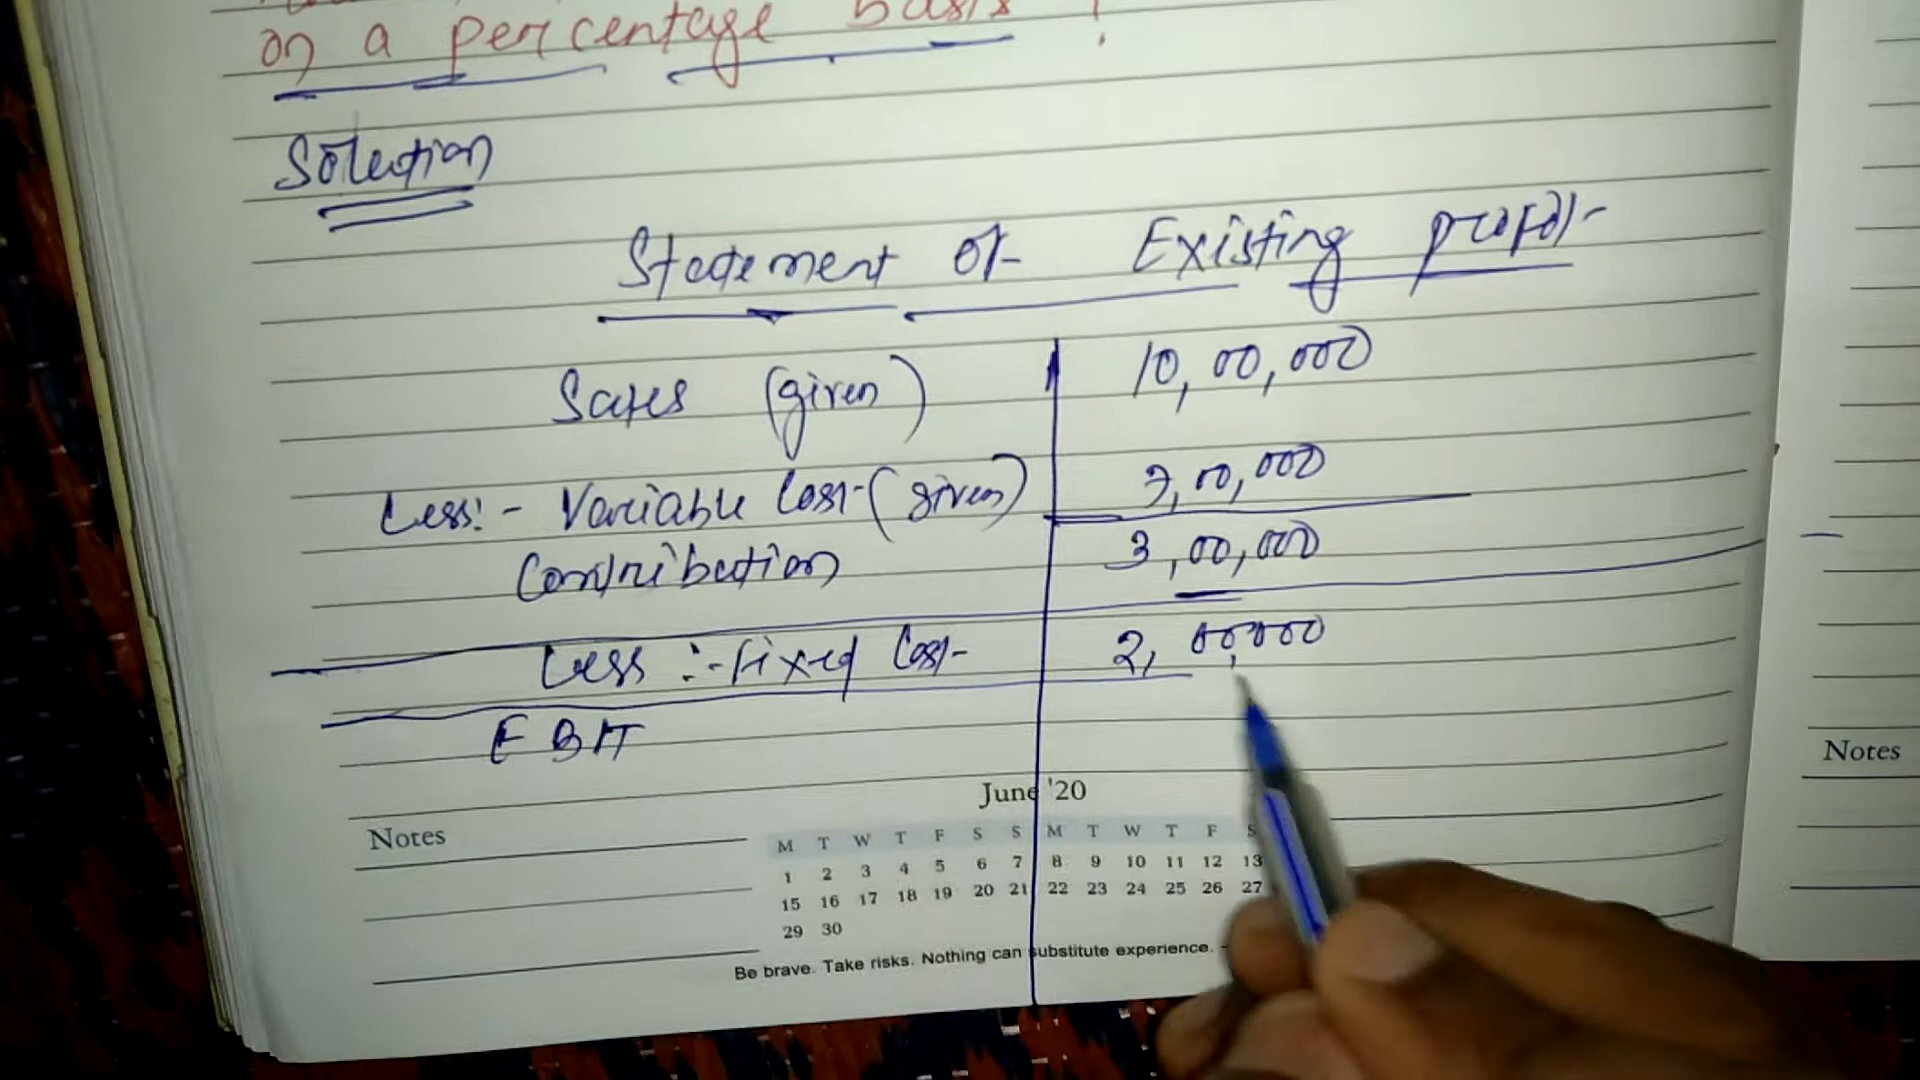 on a percentage basis ?
Solution
Statement of Existing profit
Sales (given) 10,00,000
Less:- Variable Cost (given) 7,00,000
Contribution 3,00,000
Less :- Fixed Cost 2,00,000
EBIT
June '20
Notes
Notes
M T W T F S S M T W T F S
1 2 3 4 5 6 7 8 9 10 11 12 13
15 16 17 18 19 20 21 22 23 24 25 26 27
29 30
Be brave. Take risks. Nothing can substitute experience. -